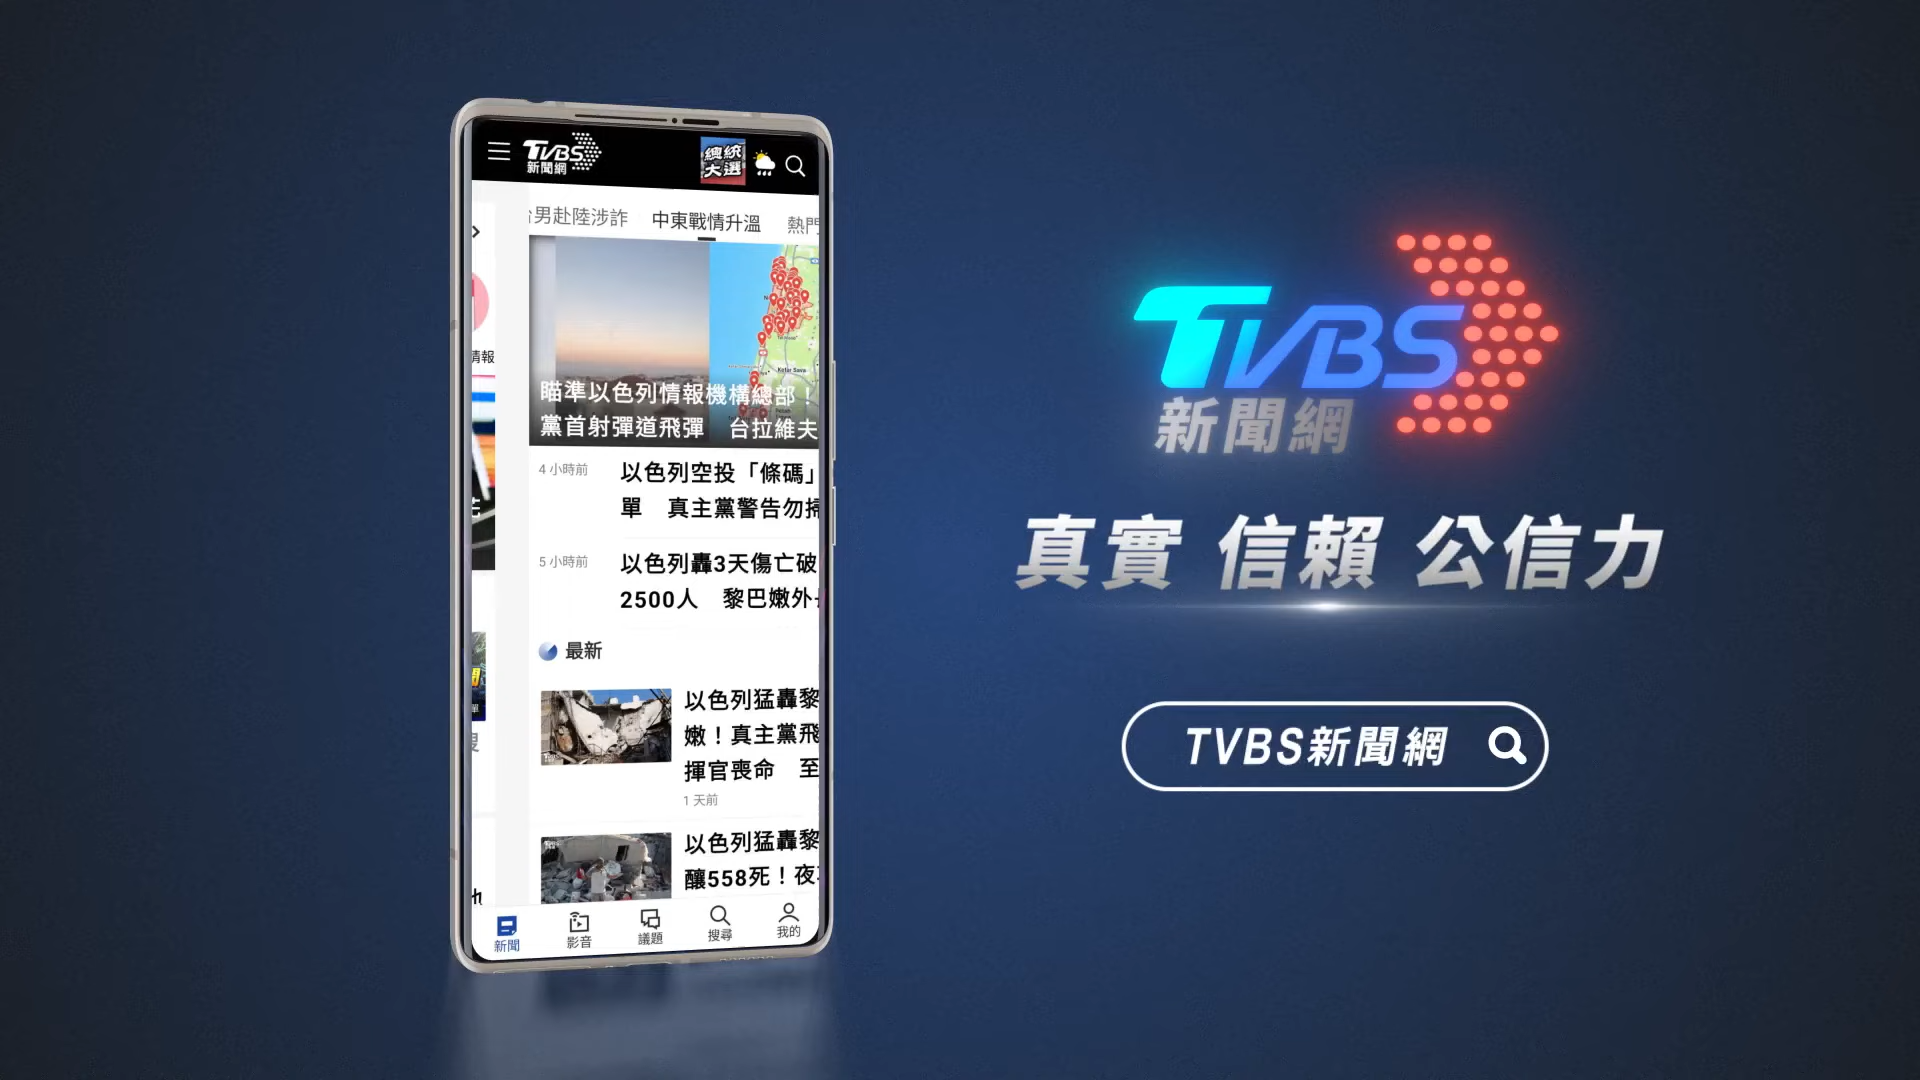 TVBS
新聞網
總統
大選
男赴陸涉詐 中東戰情升溫 熱門
情報
瞄準以色列情報機構總部！
黨首射彈道飛彈 台拉維夫
4 小時前
以色列空投「條碼」
單 真主黨警告勿掃
5 小時前
以色列轟3天傷亡破
2500人 黎巴嫩外
最新
以色列猛轟黎
嫩！真主黨飛
揮官喪命 至
1 天前
以色列猛轟黎
釀558死！夜
新聞 影音 議題 搜尋 我的
TVBS
新聞網
真實 信賴 公信力
TVBS新聞網